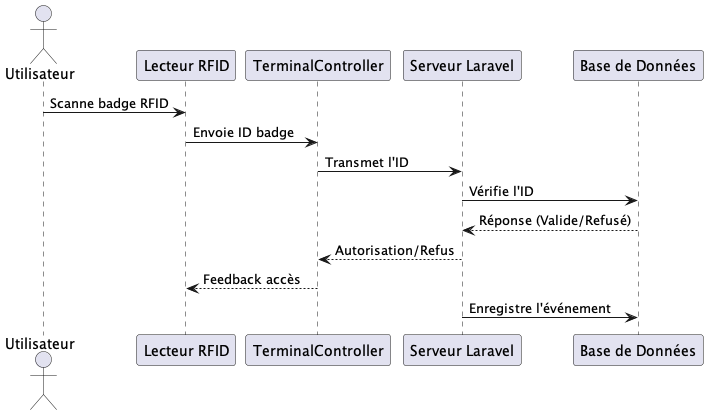 Utilisateur
Lecteur RFID
TerminalController
Serveur Laravel
Base de Données
Scanne badge RFID
Envoie ID badge
Transmet l'ID
Vérifie l'ID
Réponse (Valide/Refusé)
Autorisation/Refus
Feedback accès
Enregistre l'événement
Utilisateur
Lecteur RFID
TerminalController
Serveur Laravel
Base de Données